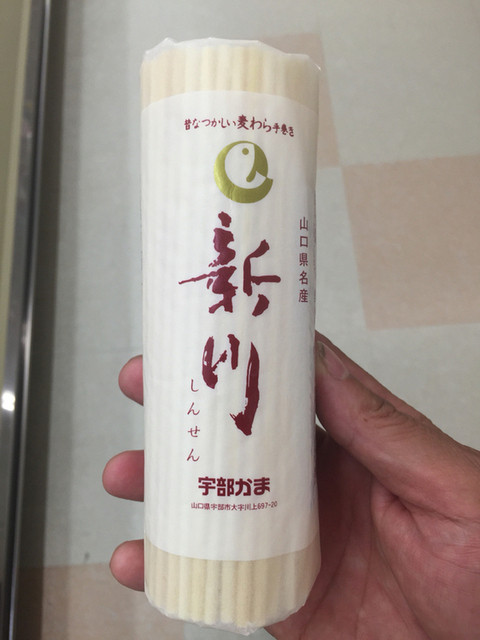 昔なつかしい麦わら手巻き
山口県名産
新川
しんせん
宇部かま
山口県宇部市大字川上697-20